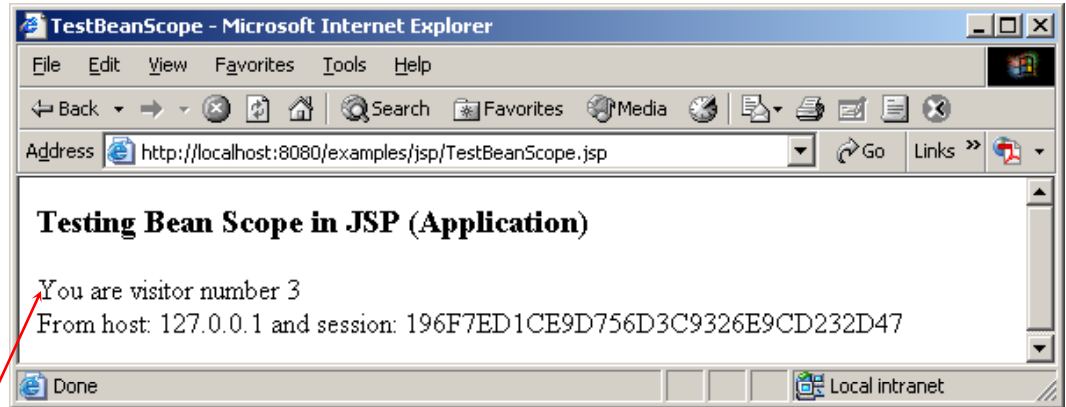 TestBeanScope - Microsoft Internet Explorer
File Edit View Favorites Tools Help
Back Search Favorites Media
Address http://localhost:8080/examples/jsp/TestBeanScope.jsp Go Links »
Testing Bean Scope in JSP (Application)
You are visitor number 3
From host: 127.0.0.1 and session: 196F7ED1CE9D756D3C9326E9CD232D47
Done Local intranet